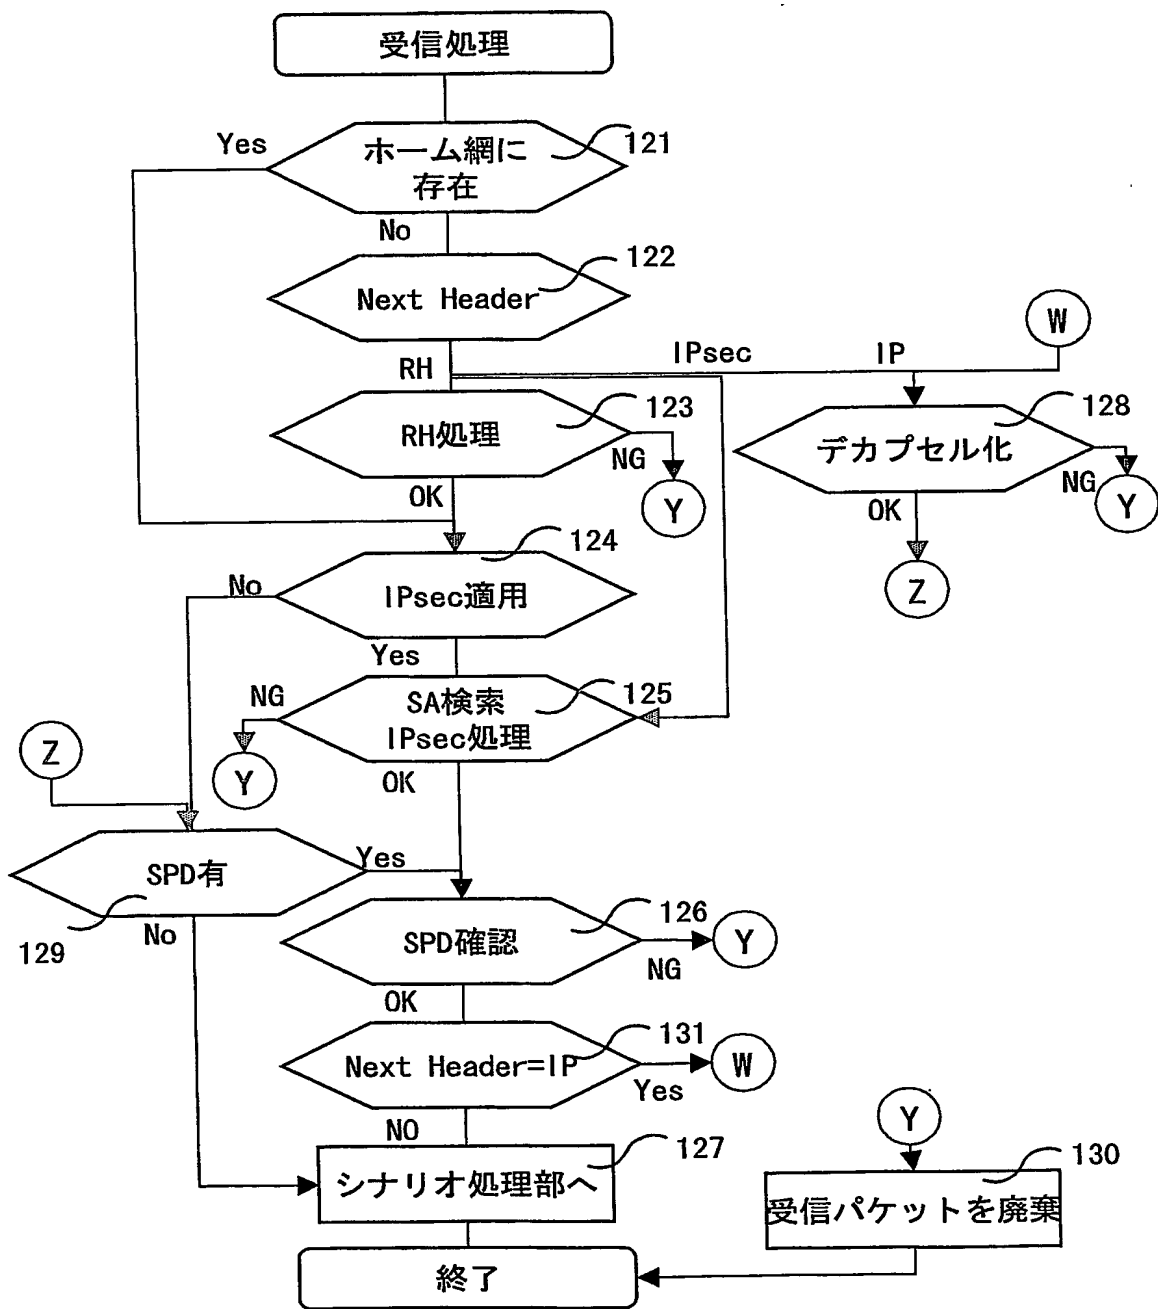 受信処理
Yes
ホーム網に
存在
121
No
122
Next Header
W
RH
IPsec
IP
123
128
RH処理
デカプセル化
NG
NG
OK
Y
OK
Y
124
Z
No
IPsec適用
Yes
NG
SA検索
125
IPsec処理
Z
Y
OK
SPD有
Yes
126
129
No
SPD確認
Y
NG
OK
131
Next Header=IP
W
Yes
Y
NO
127
130
シナリオ処理部へ
受信パケットを廃棄
終了